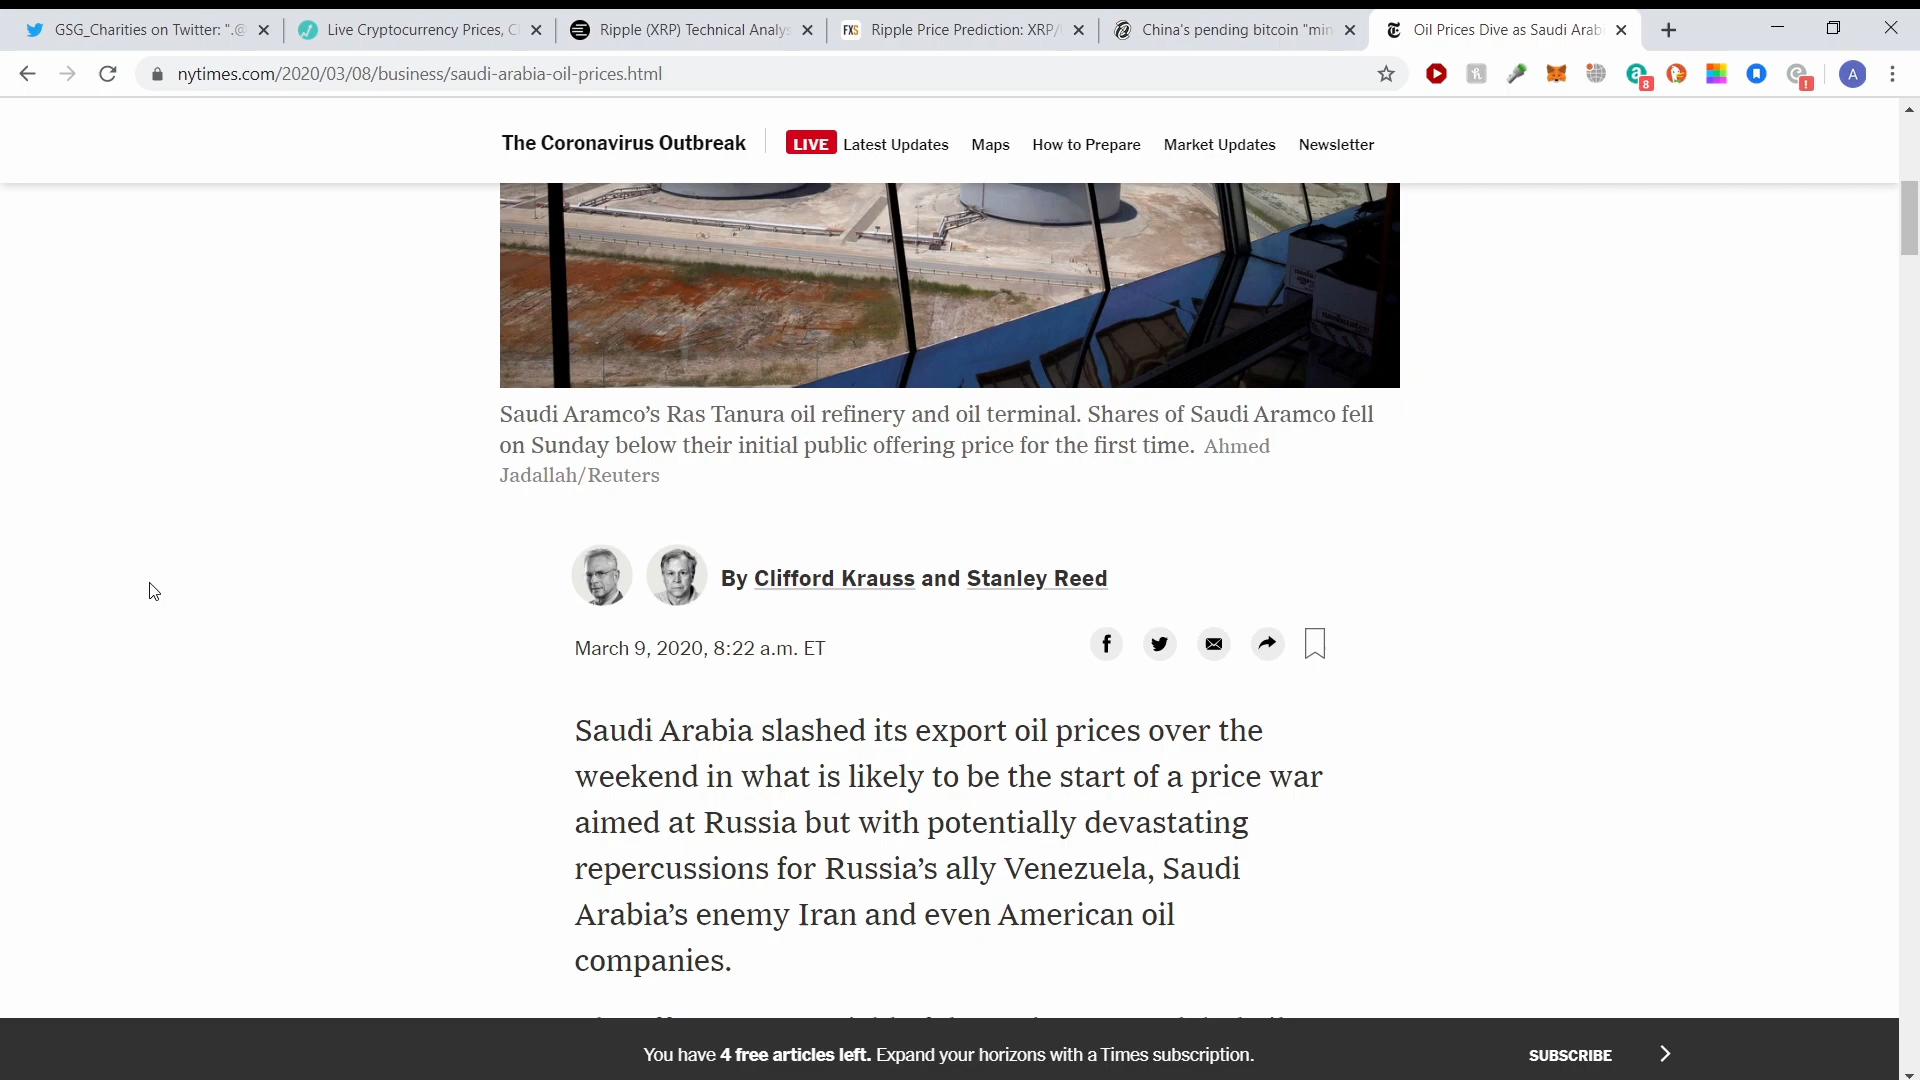 GSG_Charities on Twitter: ".@
Live Cryptocurrency Prices, C
Ripple (XRP) Technical Analys
FXS
Ripple Price Prediction: XRP/
China's pending bitcoin "min
Oil Prices Dive as Saudi Arab
nytimes.com/2020/03/08/business/saudi-arabia-oil-prices.html
8
!
A
The Coronavirus Outbreak
LIVE Latest Updates
Maps
How to Prepare
Market Updates
Newsletter
Saudi Aramco’s Ras Tanura oil refinery and oil terminal. Shares of Saudi Aramco fell
on Sunday below their initial public offering price for the first time. Ahmed
Jadallah/Reuters
By Clifford Krauss and Stanley Reed
March 9, 2020, 8:22 a.m. ET
Saudi Arabia slashed its export oil prices over the
weekend in what is likely to be the start of a price war
aimed at Russia but with potentially devastating
repercussions for Russia’s ally Venezuela, Saudi
Arabia’s enemy Iran and even American oil
companies.
You have 4 free articles left. Expand your horizons with a Times subscription.
SUBSCRIBE